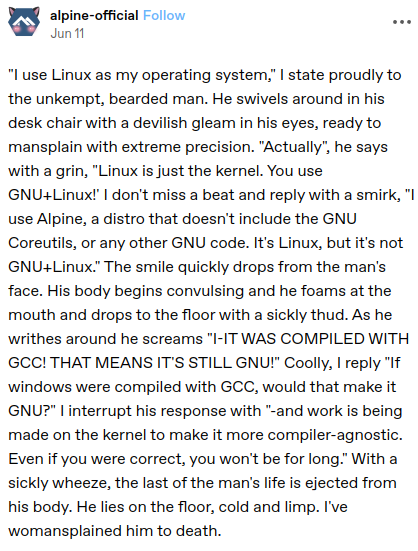 alpine-official Follow
Jun 11
"I use Linux as my operating system," I state proudly to
the unkempt, bearded man. He swivels around in his
desk chair with a devilish gleam in his eyes, ready to
mansplain with extreme precision. "Actually", he says
with a grin, "Linux is just the kernel. You use
GNU+Linux!' I don't miss a beat and reply with a smirk, "I
use Alpine, a distro that doesn't include the GNU
Coreutils, or any other GNU code. It's Linux, but it's not
GNU+Linux." The smile quickly drops from the man's
face. His body begins convulsing and he foams at the
mouth and drops to the floor with a sickly thud. As he
writhes around he screams "I-IT WAS COMPILED WITH
GCC! THAT MEANS IT'S STILL GNU!" Coolly, I reply "If
windows were compiled with GCC, would that make it
GNU?" I interrupt his response with "-and work is being
made on the kernel to make it more compiler-agnostic.
Even if you were correct, you won't be for long." With a
sickly wheeze, the last of the man's life is ejected from
his body. He lies on the floor, cold and limp. I've
womansplained him to death.